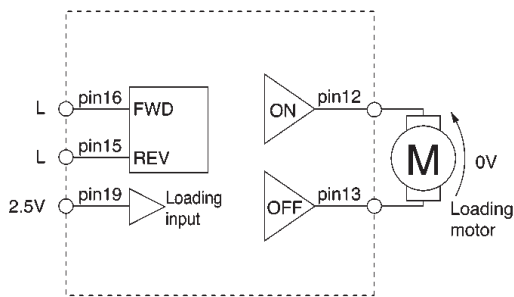 L pin16 FWD
L pin15 REV
2.5V pin19 Loading input
ON pin12
OFF pin13
M
0V
Loading
motor